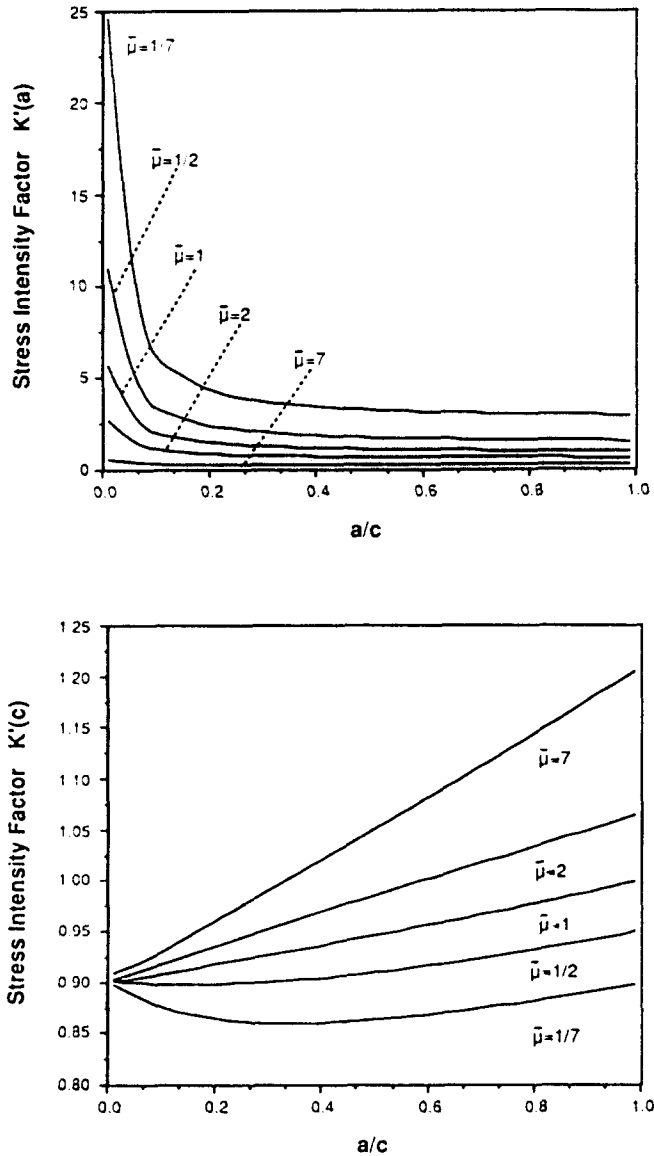 Stress Intensity Factor K'(a)
25
20
15
10
5
0
μ̄=1/7
μ̄=1/2
μ̄=1
μ̄=2
μ̄=7
0.0 0.2 0.4 0.6 0.8 1.0
a/c
Stress Intensity Factor K'(c)
1.25
1.20
1.15
1.10
1.05
1.00
0.95
0.90
0.85
0.80
μ̄=7
μ̄=2
μ̄=1
μ̄=1/2
μ̄=1/7
0.0 0.2 0.4 0.6 0.8 1.0
a/c